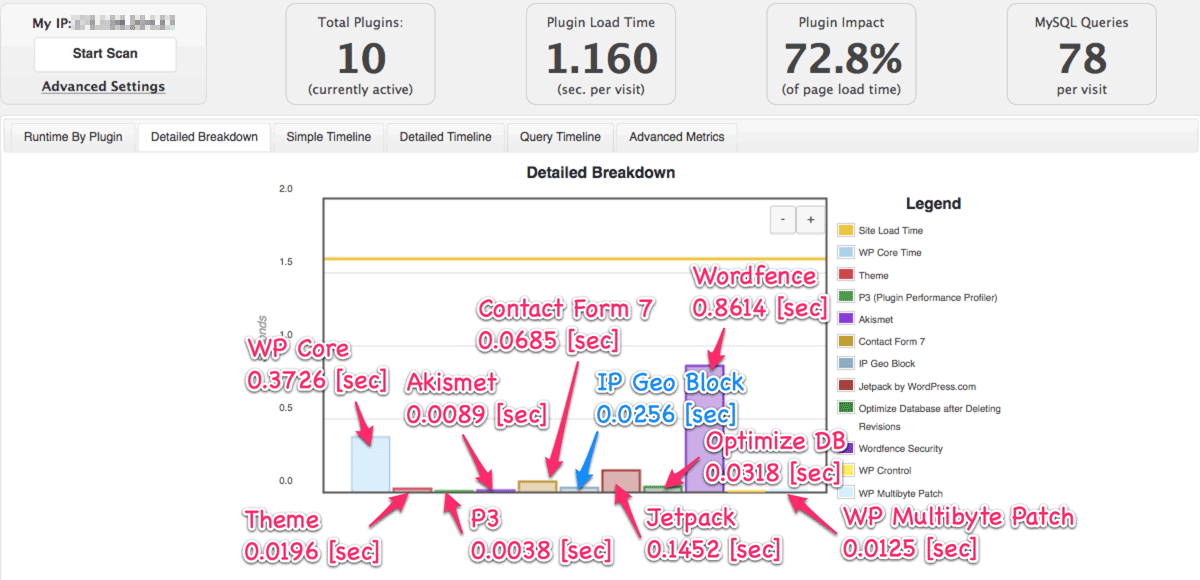 My IP:
Start Scan
Advanced Settings
Total Plugins:
10
(currently active)
Plugin Load Time
1.160
(sec. per visit)
Plugin Impact
72.8%
(of page load time)
MySQL Queries
78
per visit
Runtime By Plugin
Detailed Breakdown
Simple Timeline
Detailed Timeline
Query Timeline
Advanced Metrics
Detailed Breakdown
2.0
1.5
1.0
0.5
0.0
- +
WP Core
0.3726 [sec]
Akismet
0.0089 [sec]
Contact Form 7
0.0685 [sec]
IP Geo Block
0.0256 [sec]
Wordfence
0.8614 [sec]
Optimize DB
0.0318 [sec]
Theme
0.0196 [sec]
P3
0.0038 [sec]
Jetpack
0.1452 [sec]
WP Multibyte Patch
0.0125 [sec]
Legend
Site Load Time
WP Core Time
Theme
P3 (Plugin Performance Profiler)
Akismet
Contact Form 7
IP Geo Block
Jetpack by WordPress.com
Optimize Database after Deleting
Revisions
Wordfence Security
WP Crontrol
WP Multibyte Patch